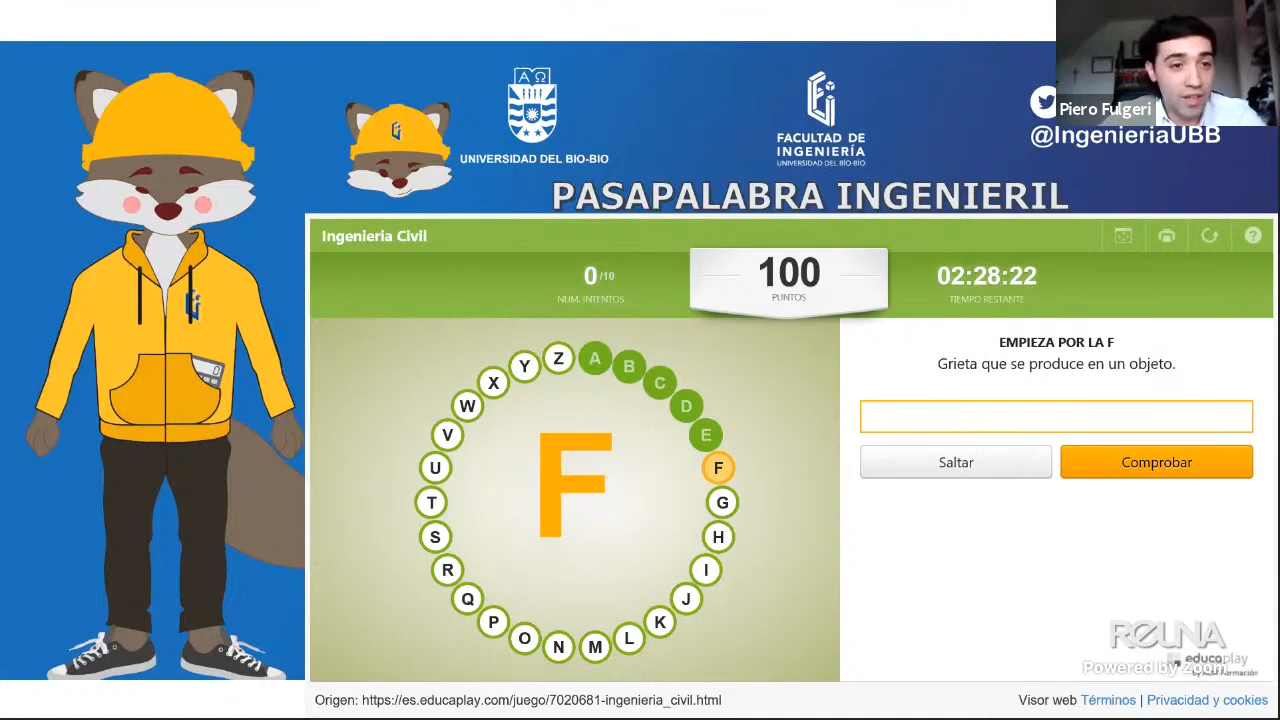 Piero Fulgeri
@IngenieriaUBB
ΑΩ
UNIVERSIDAD DEL BIO-BIO
FACULTAD DE
INGENIERÍA
UNIVERSIDAD DEL BÍO-BÍO
PASAPALABRA INGENIERIL
Ingenieria Civil
0/10
NUM. INTENTOS
100
PUNTOS
02:28:22
TIEMPO RESTANTE
A
B
C
D
E
F
G
H
I
J
K
L
M
N
O
P
Q
R
S
T
U
V
W
X
Y
Z
F
EMPIEZA POR LA F
Grieta que se produce en un objeto.
Saltar
Comprobar
REUNA
educaplay
Powered by Zoom
Origen: https://es.educaplay.com/juego/7020681-ingenieria_civil.html
Visor web Términos | Privacidad y cookies